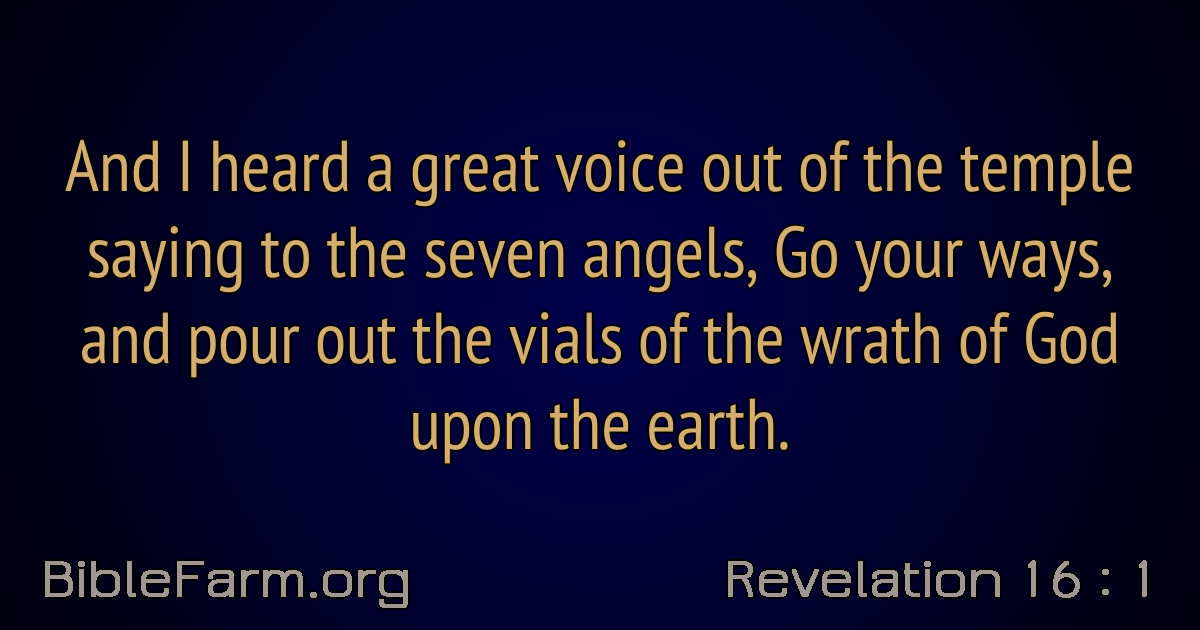 And I heard a great voice out of the temple
saying to the seven angels, Go your ways,
and pour out the vials of the wrath of God
upon the earth.
BibleFarm.org
Revelation 16 : 1